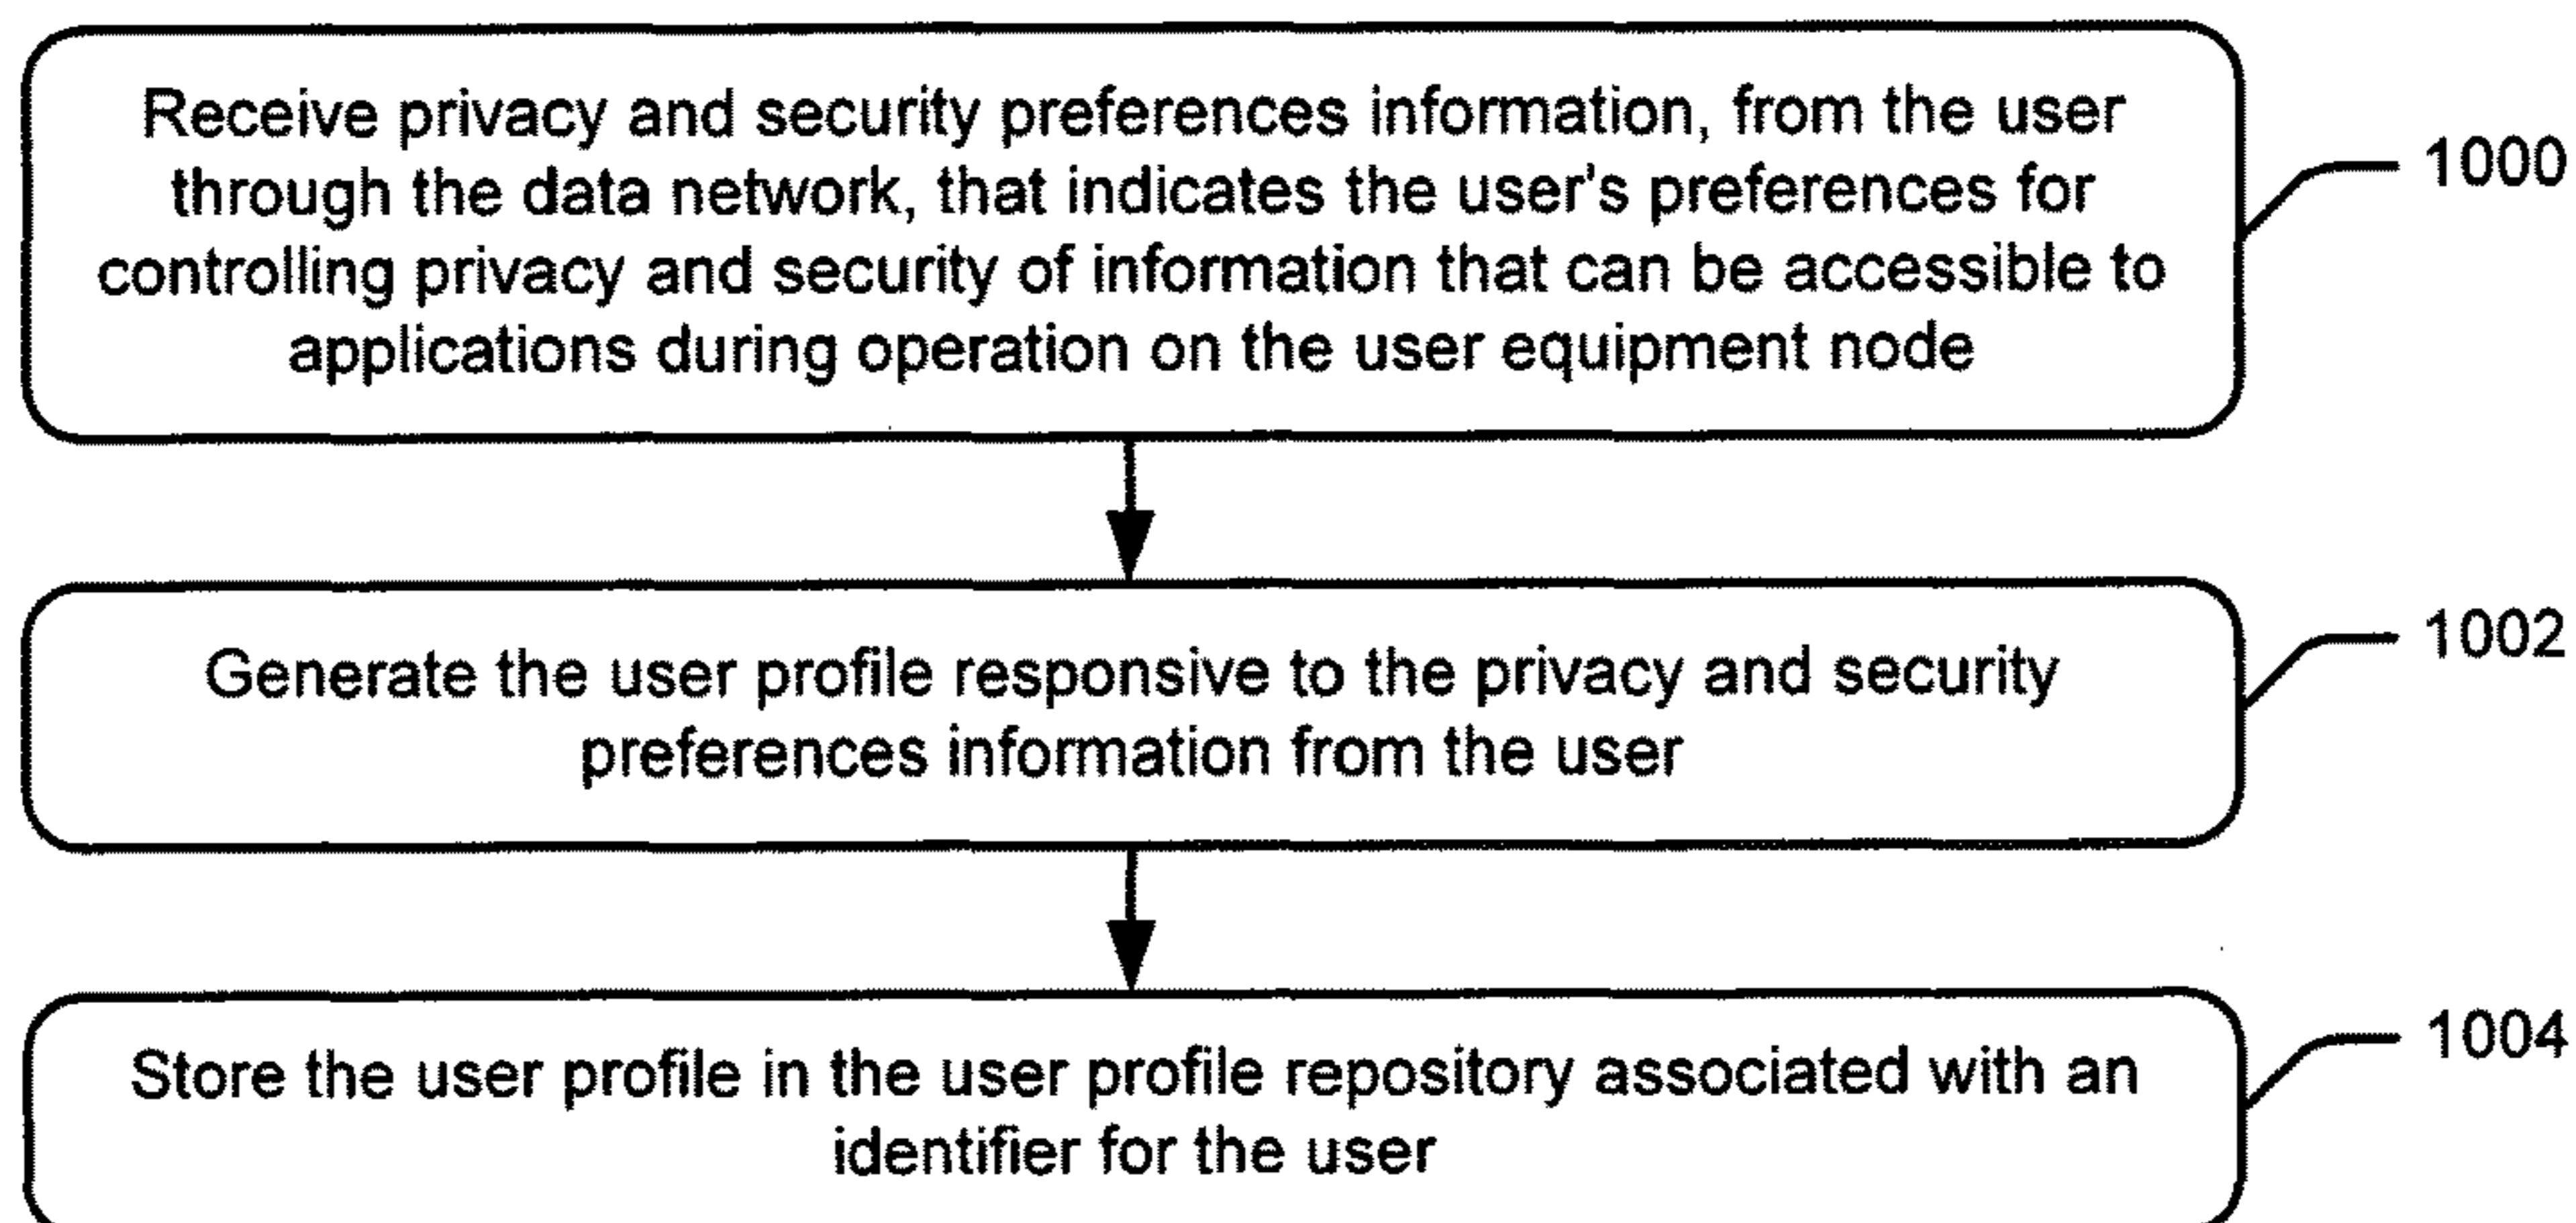 Receive privacy and security preferences information, from the user
through the data network, that indicates the user's preferences for
controlling privacy and security of information that can be accessible to
applications during operation on the user equipment node
1000
Generate the user profile responsive to the privacy and security
preferences information from the user
1002
Store the user profile in the user profile repository associated with an
identifier for the user
1004